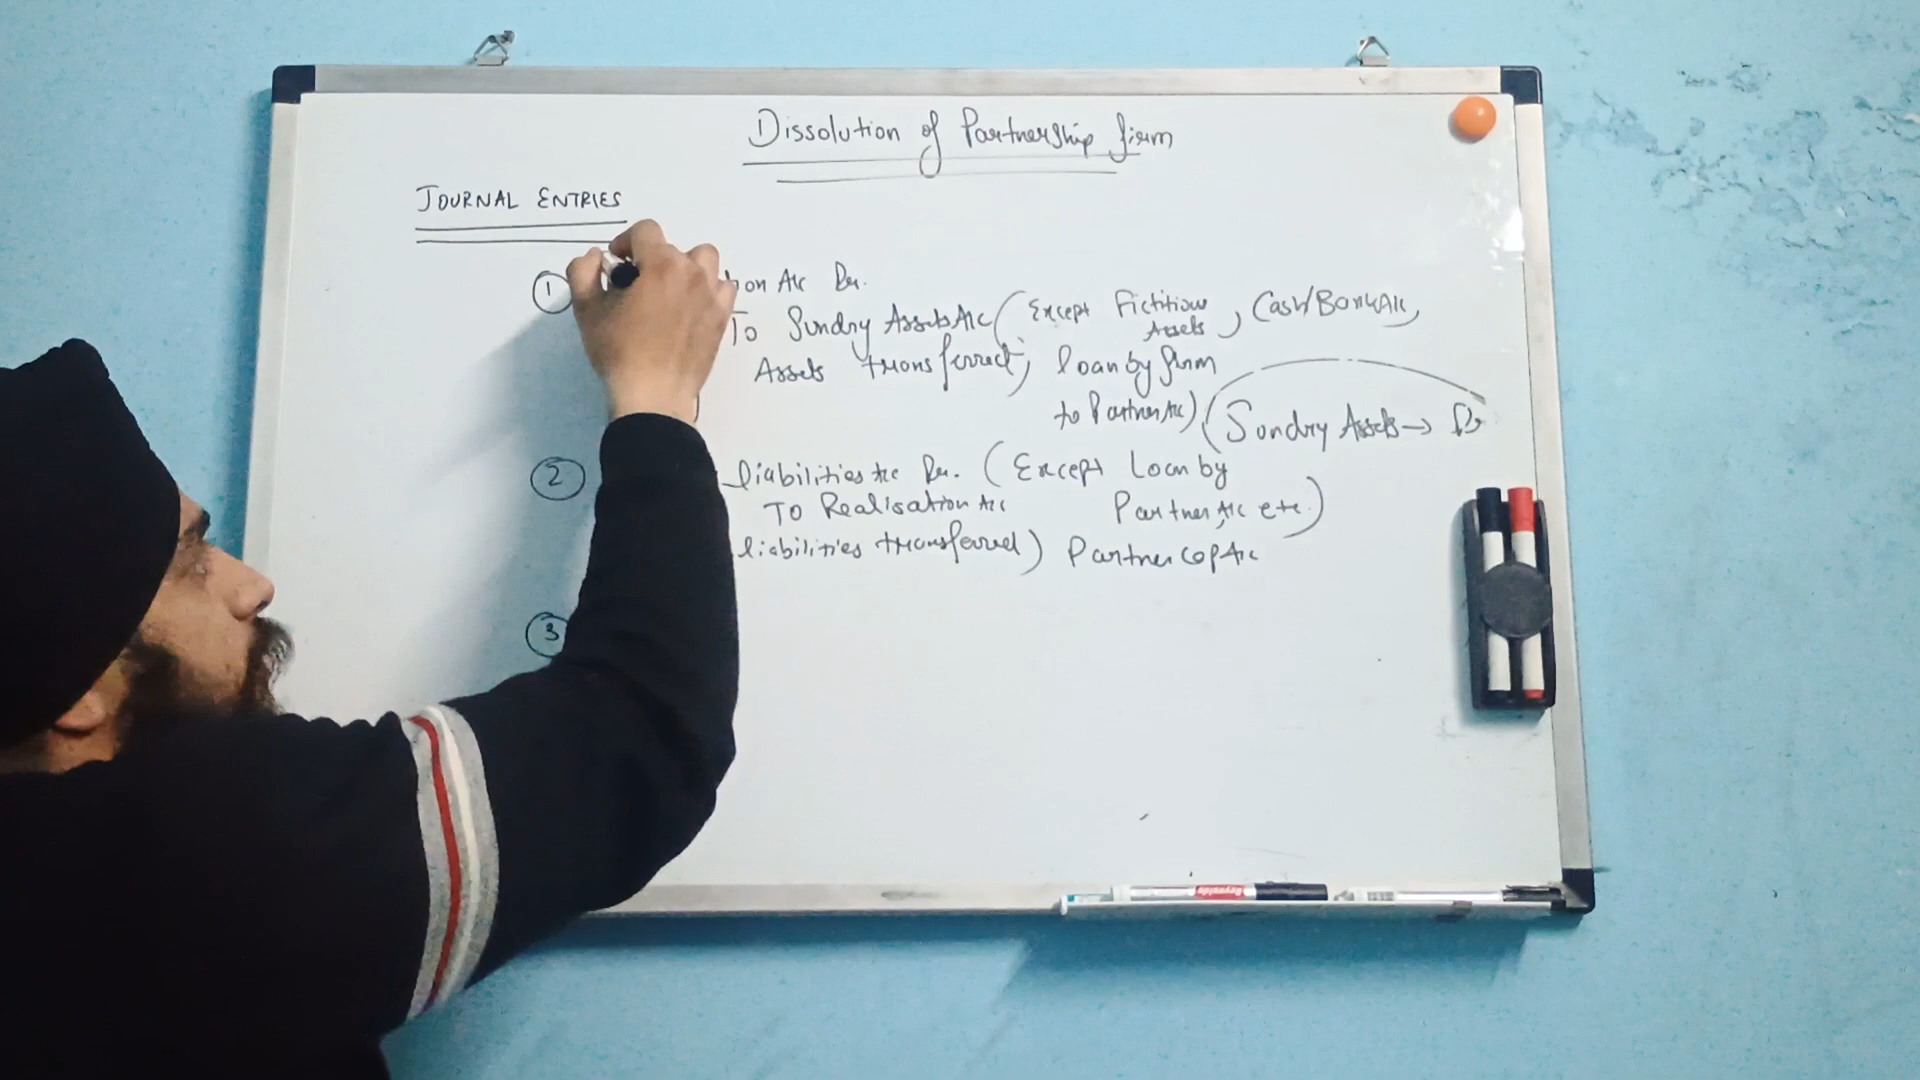 Dissolution of Partnership firm
JOURNAL ENTRIES
1 on A/c Dr.
To Sundry Assets A/c (Except Fictitious Assets, Cash/Bank A/c,
Assets transferred) loan by firm
to Partner A/c) (Sundry Assets → Dr
2 liabilities A/c Dr. (Except Loan by
To Realisation A/c Partner A/c etc.)
liabilities transferred) Partner cap A/c
3
Reynolds